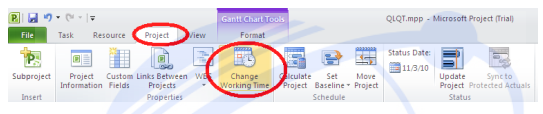 Gantt Chart Tools QLQT.mpp - Microsoft Project (Trial)
File Task Resource Project View Format
Subproject Project Information Custom Fields Links Between Projects WBS Change Working Time Calculate Project Set Baseline Move Project Status Date: 11/3/10 Update Project Sync to Protected Actuals
Insert Properties Schedule Status